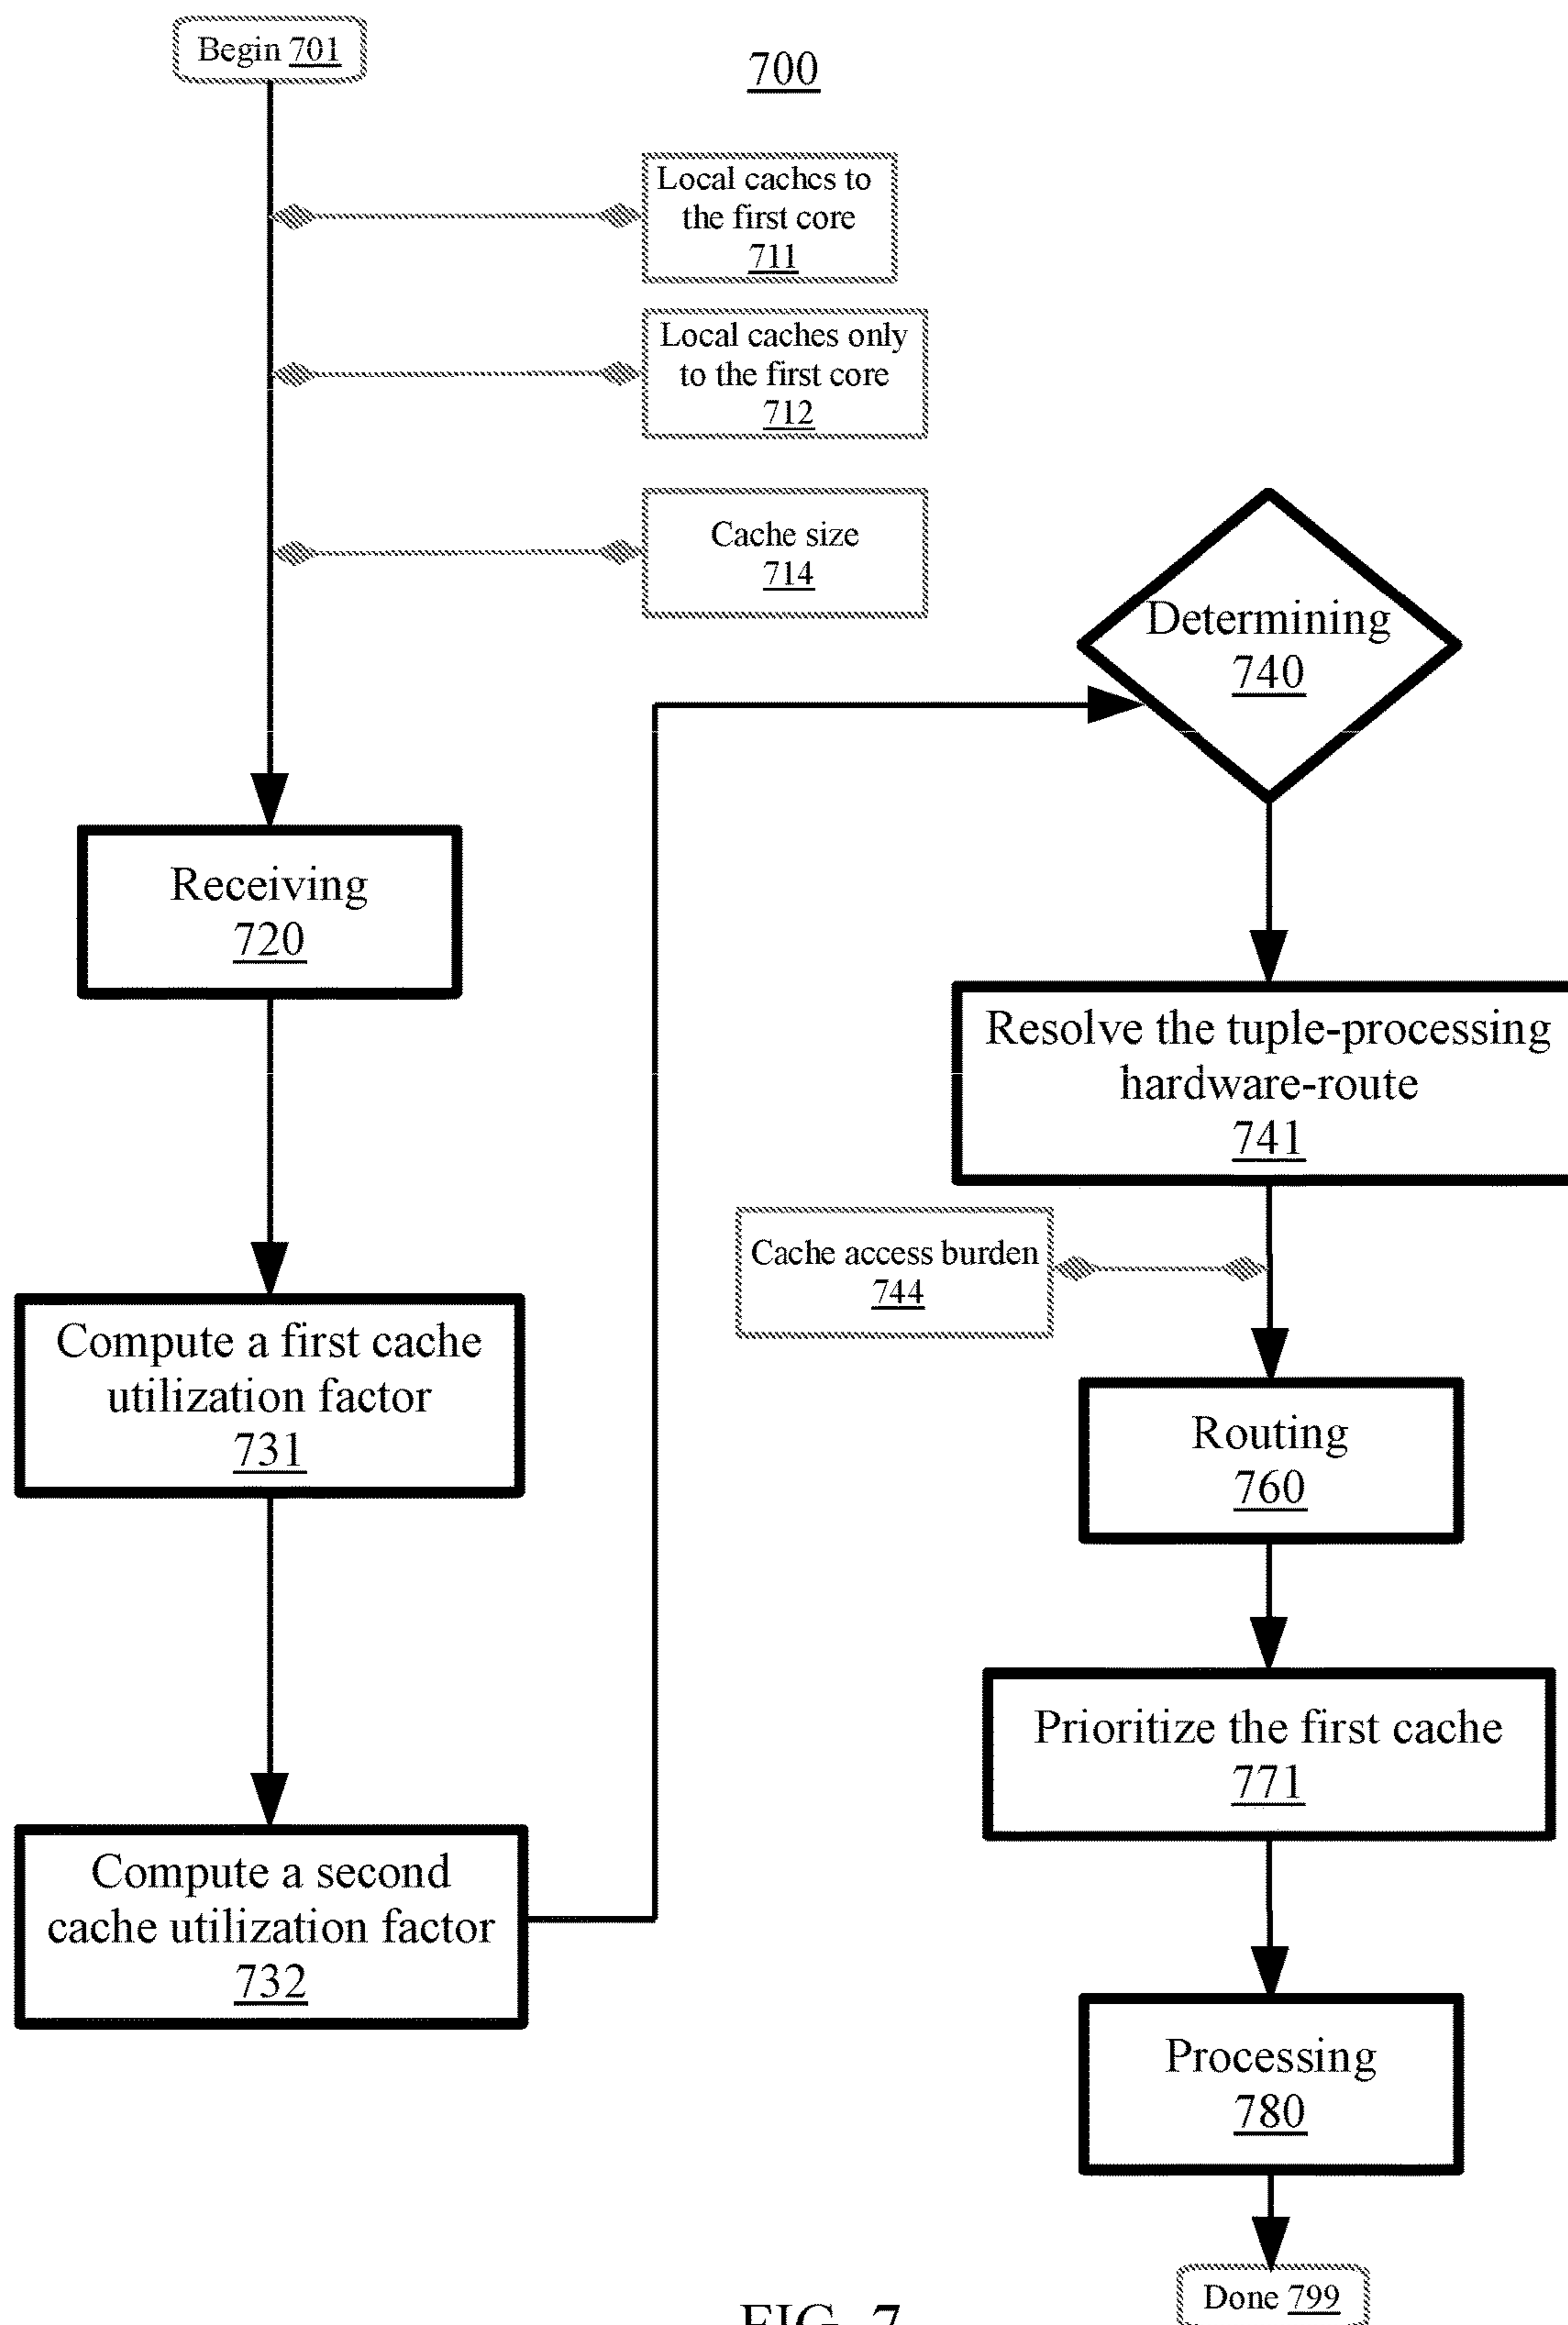 Begin 701
700
Local caches to
the first core
711
Local caches only
to the first core
712
Cache size
714
Receiving
720
Compute a first cache
utilization factor
731
Compute a second
cache utilization factor
732
Determining
740
Resolve the tuple-processing
hardware-route
741
Cache access burden
744
Routing
760
Prioritize the first cache
771
Processing
780
Done 799
FIG. 7